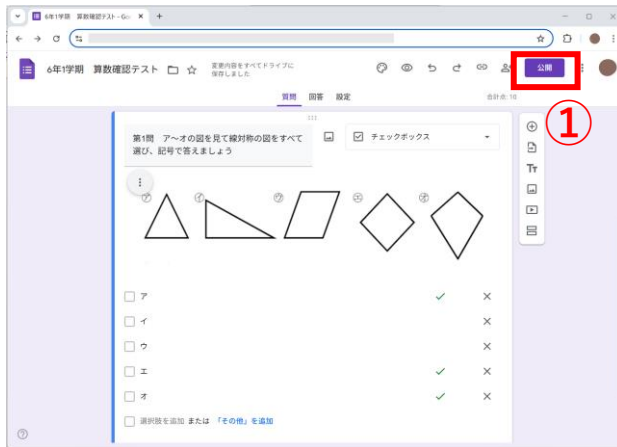 6年1学期 算数確認テスト - Go
6年1学期 算数確認テスト
変更内容をすべてドライブに
保存しました
公開
質問 回答 設定
合計点: 10
①
第1問 ア～オの図を見て線対称の図をすべて
選び、記号で答えましょう
チェックボックス
Tт
㋐ ㋑ ㋒ ㋓ ㋔
ア
イ
ウ
エ
オ
選択肢を追加 または 「その他」を追加